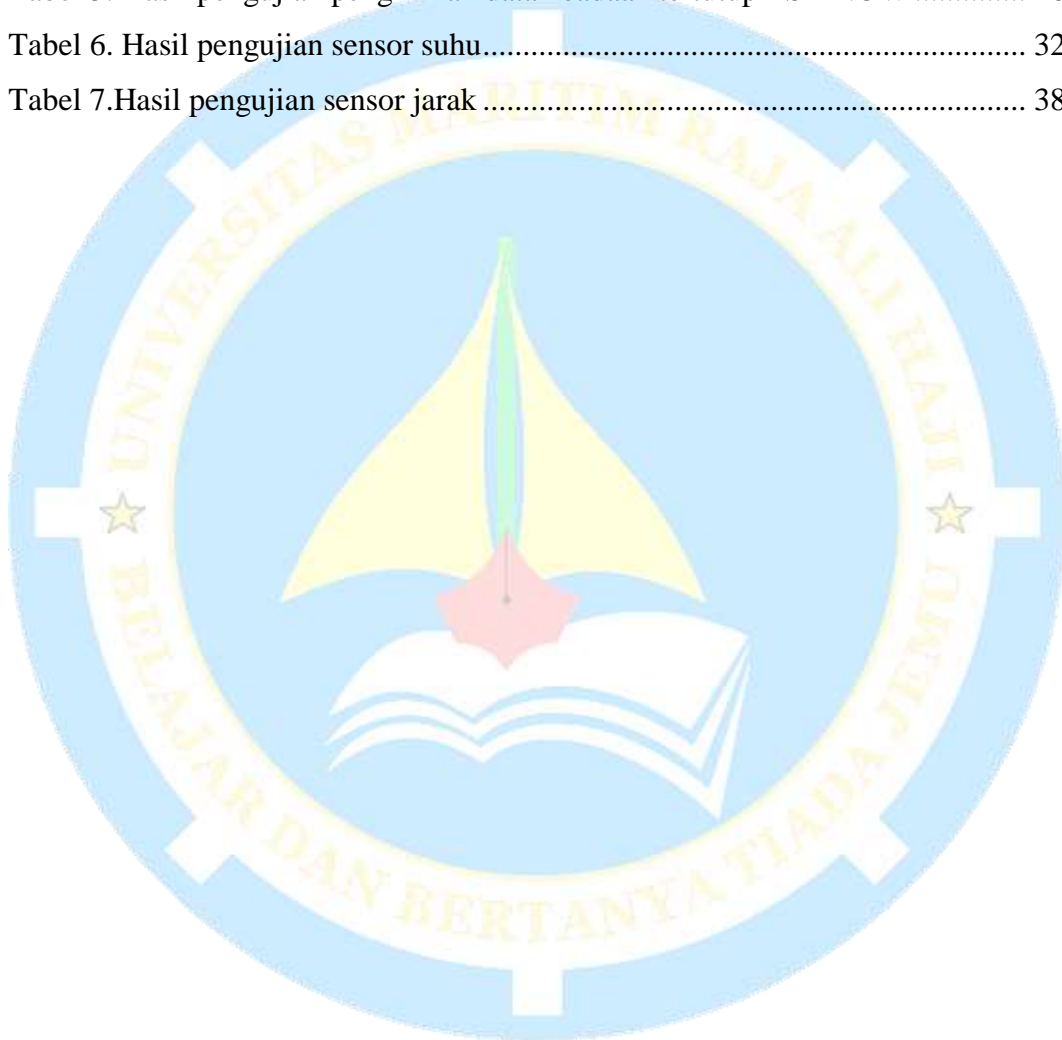 Tabel 6. Hasil pengujian sensor suhu.................................................................... 32
Tabel 7.Hasil pengujian sensor jarak .................................................................... 38
UNIVERSITAS MARITIM RAJA ALI HAJI
BELAJAR DAN BERTANYA TIADA JEMU